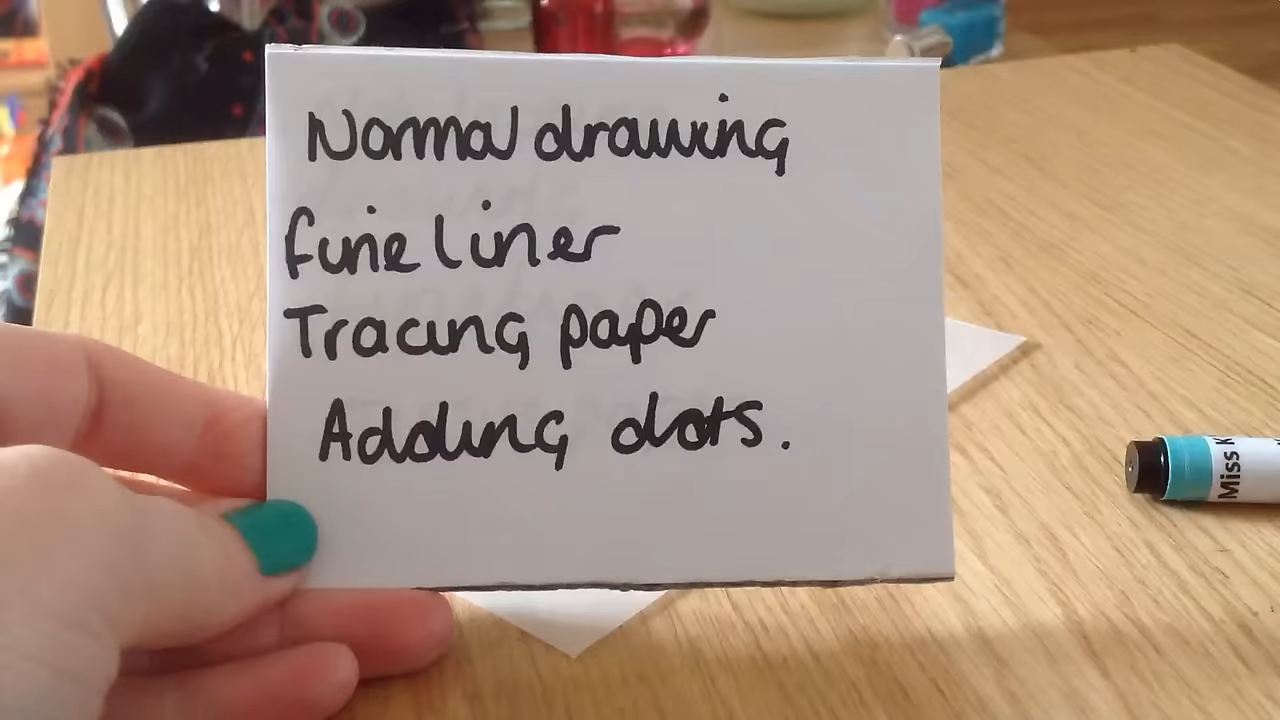 Normal drawing
fine liner
Tracing paper
Adding dots.
Miss K